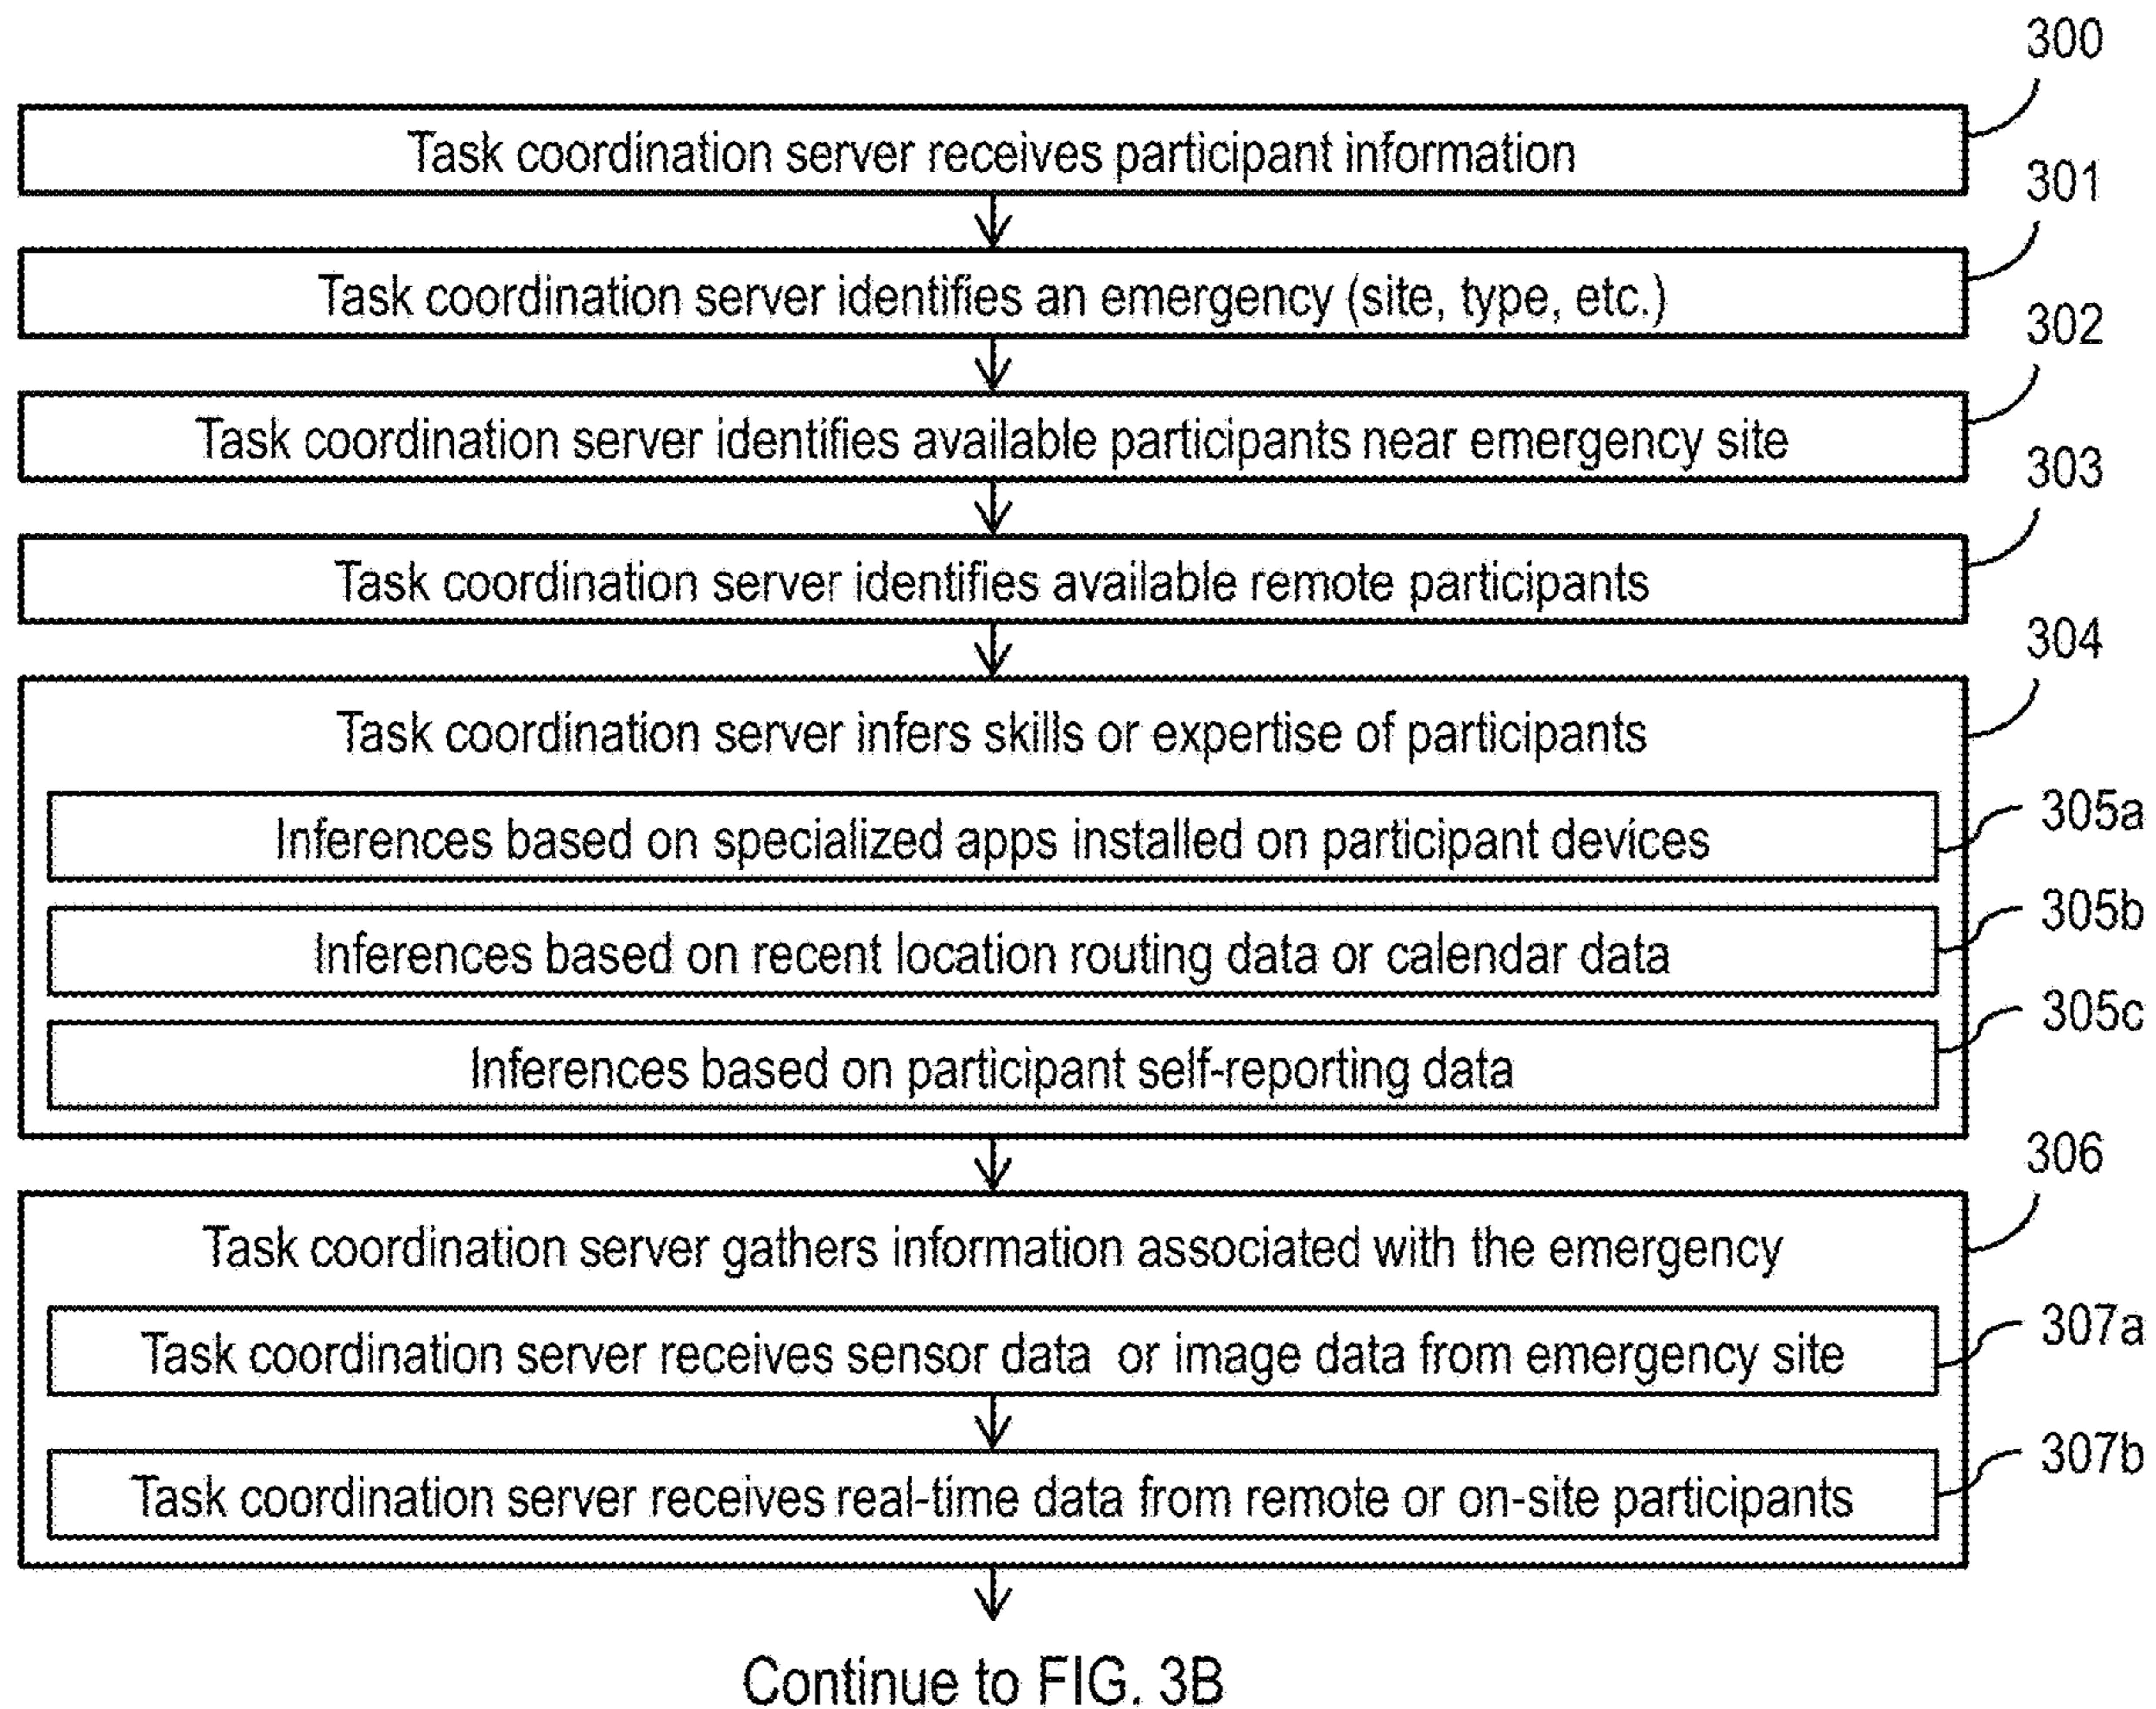 300
Task coordination server receives participant information
301
Task coordination server identifies an emergency (site, type, etc.)
302
Task coordination server identifies available participants near emergency site
303
Task coordination server identifies available remote participants
304
Task coordination server infers skills or expertise of participants
305a
Inferences based on specialized apps installed on participant devices
305b
Inferences based on recent location routing data or calendar data
305c
Inferences based on participant self-reporting data
306
Task coordination server gathers information associated with the emergency
307a
Task coordination server receives sensor data or image data from emergency site
307b
Task coordination server receives real-time data from remote or on-site participants
Continue to FIG. 3B